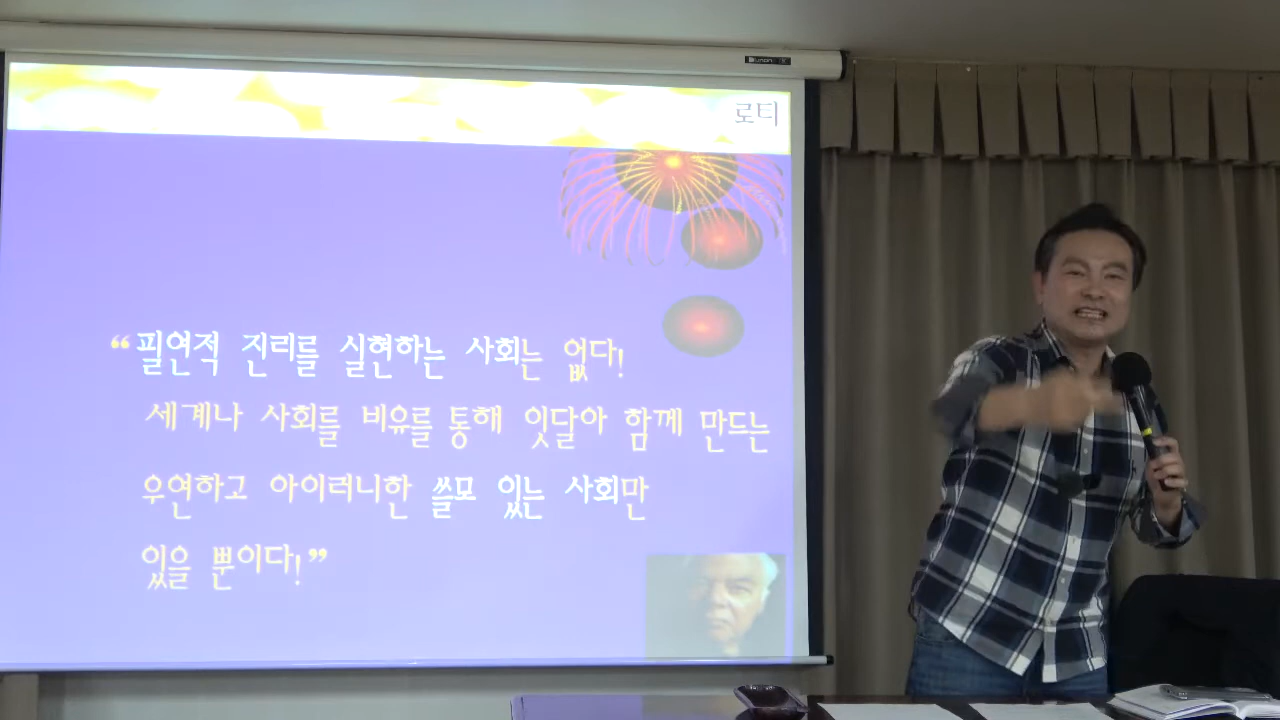 로티
“필연적 진리를 실현하는 사회는 없다!
세계나 사회를 비유를 통해 잇달아 함께 만드는
우연하고 아이러니한 쓸모 있는 사회만
있을 뿐이다!”